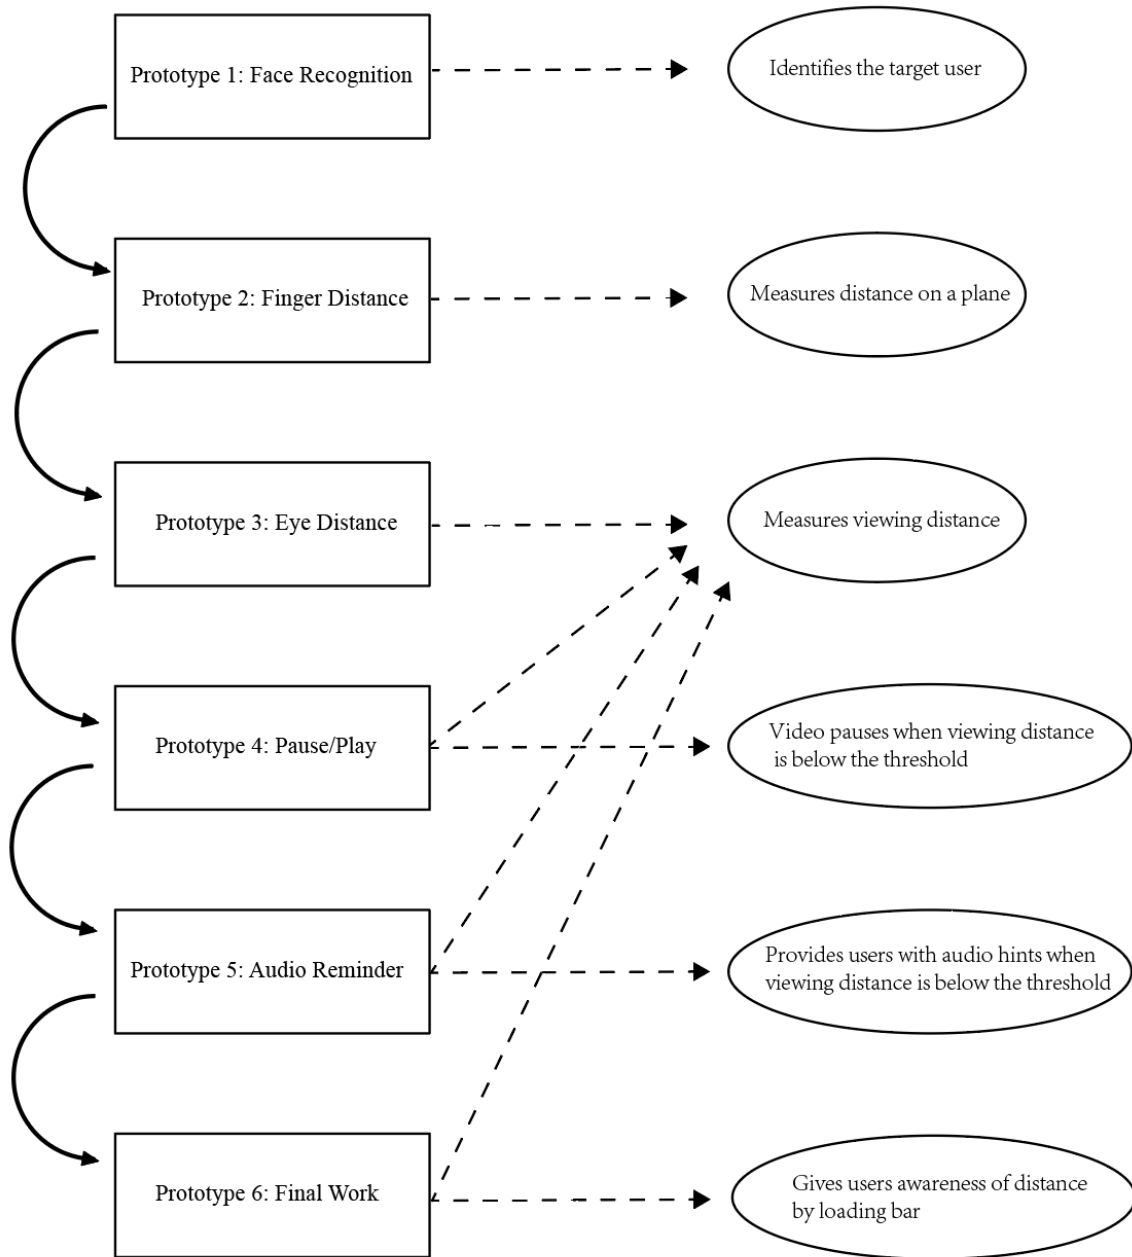 Prototype 1: Face Recognition
Identifies the target user
Prototype 2: Finger Distance
Measures distance on a plane
Prototype 3: Eye Distance
Measures viewing distance
Prototype 4: Pause/Play
Video pauses when viewing distance
is below the threshold
Prototype 5: Audio Reminder
Provides users with audio hints when
viewing distance is below the threshold
Prototype 6: Final Work
Gives users awareness of distance
by loading bar